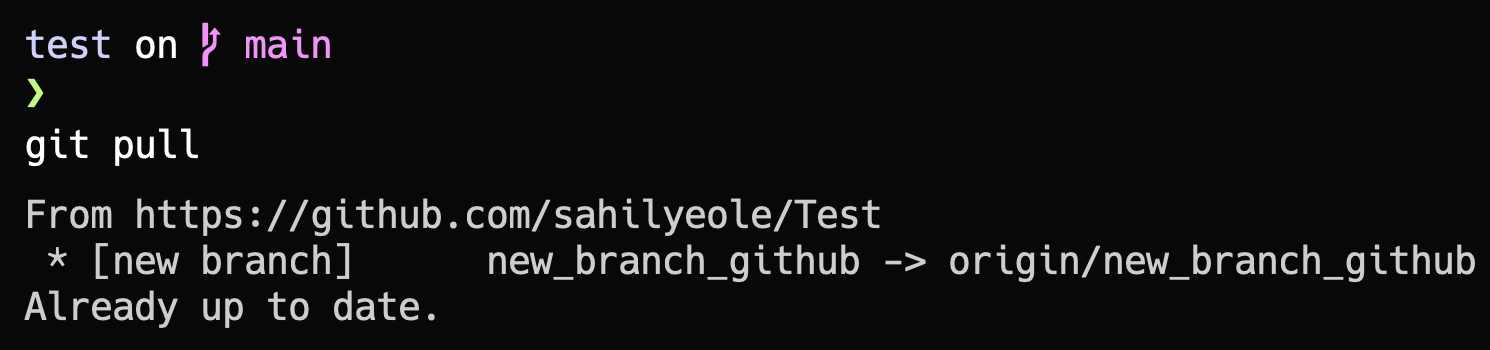 test on main
❯
git pull
From https://github.com/sahilyeole/Test
 * [new branch]      new_branch_github -> origin/new_branch_github
Already up to date.